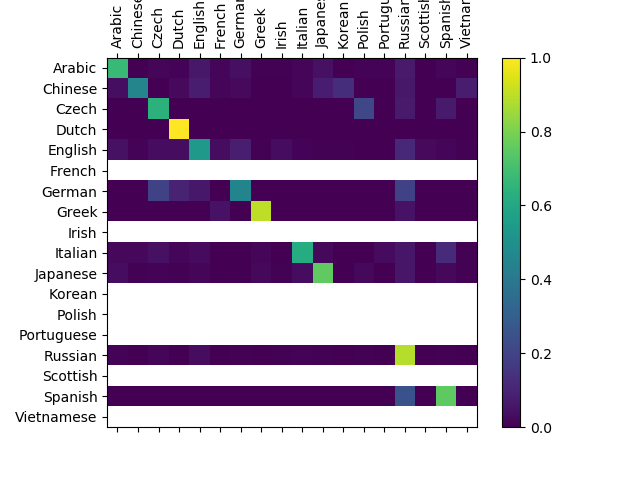 Arabic
Chinese
Czech
Dutch
English
French
German
Greek
Irish
Italian
Japanes
Korean
Polish
Portugu
Russian
Scottish
Spanish
Vietnam
Arabic
Chinese
Czech
Dutch
English
French
German
Greek
Irish
Italian
Japanese
Korean
Polish
Portuguese
Russian
Scottish
Spanish
Vietnamese
1.0
0.8
0.6
0.4
0.2
0.0